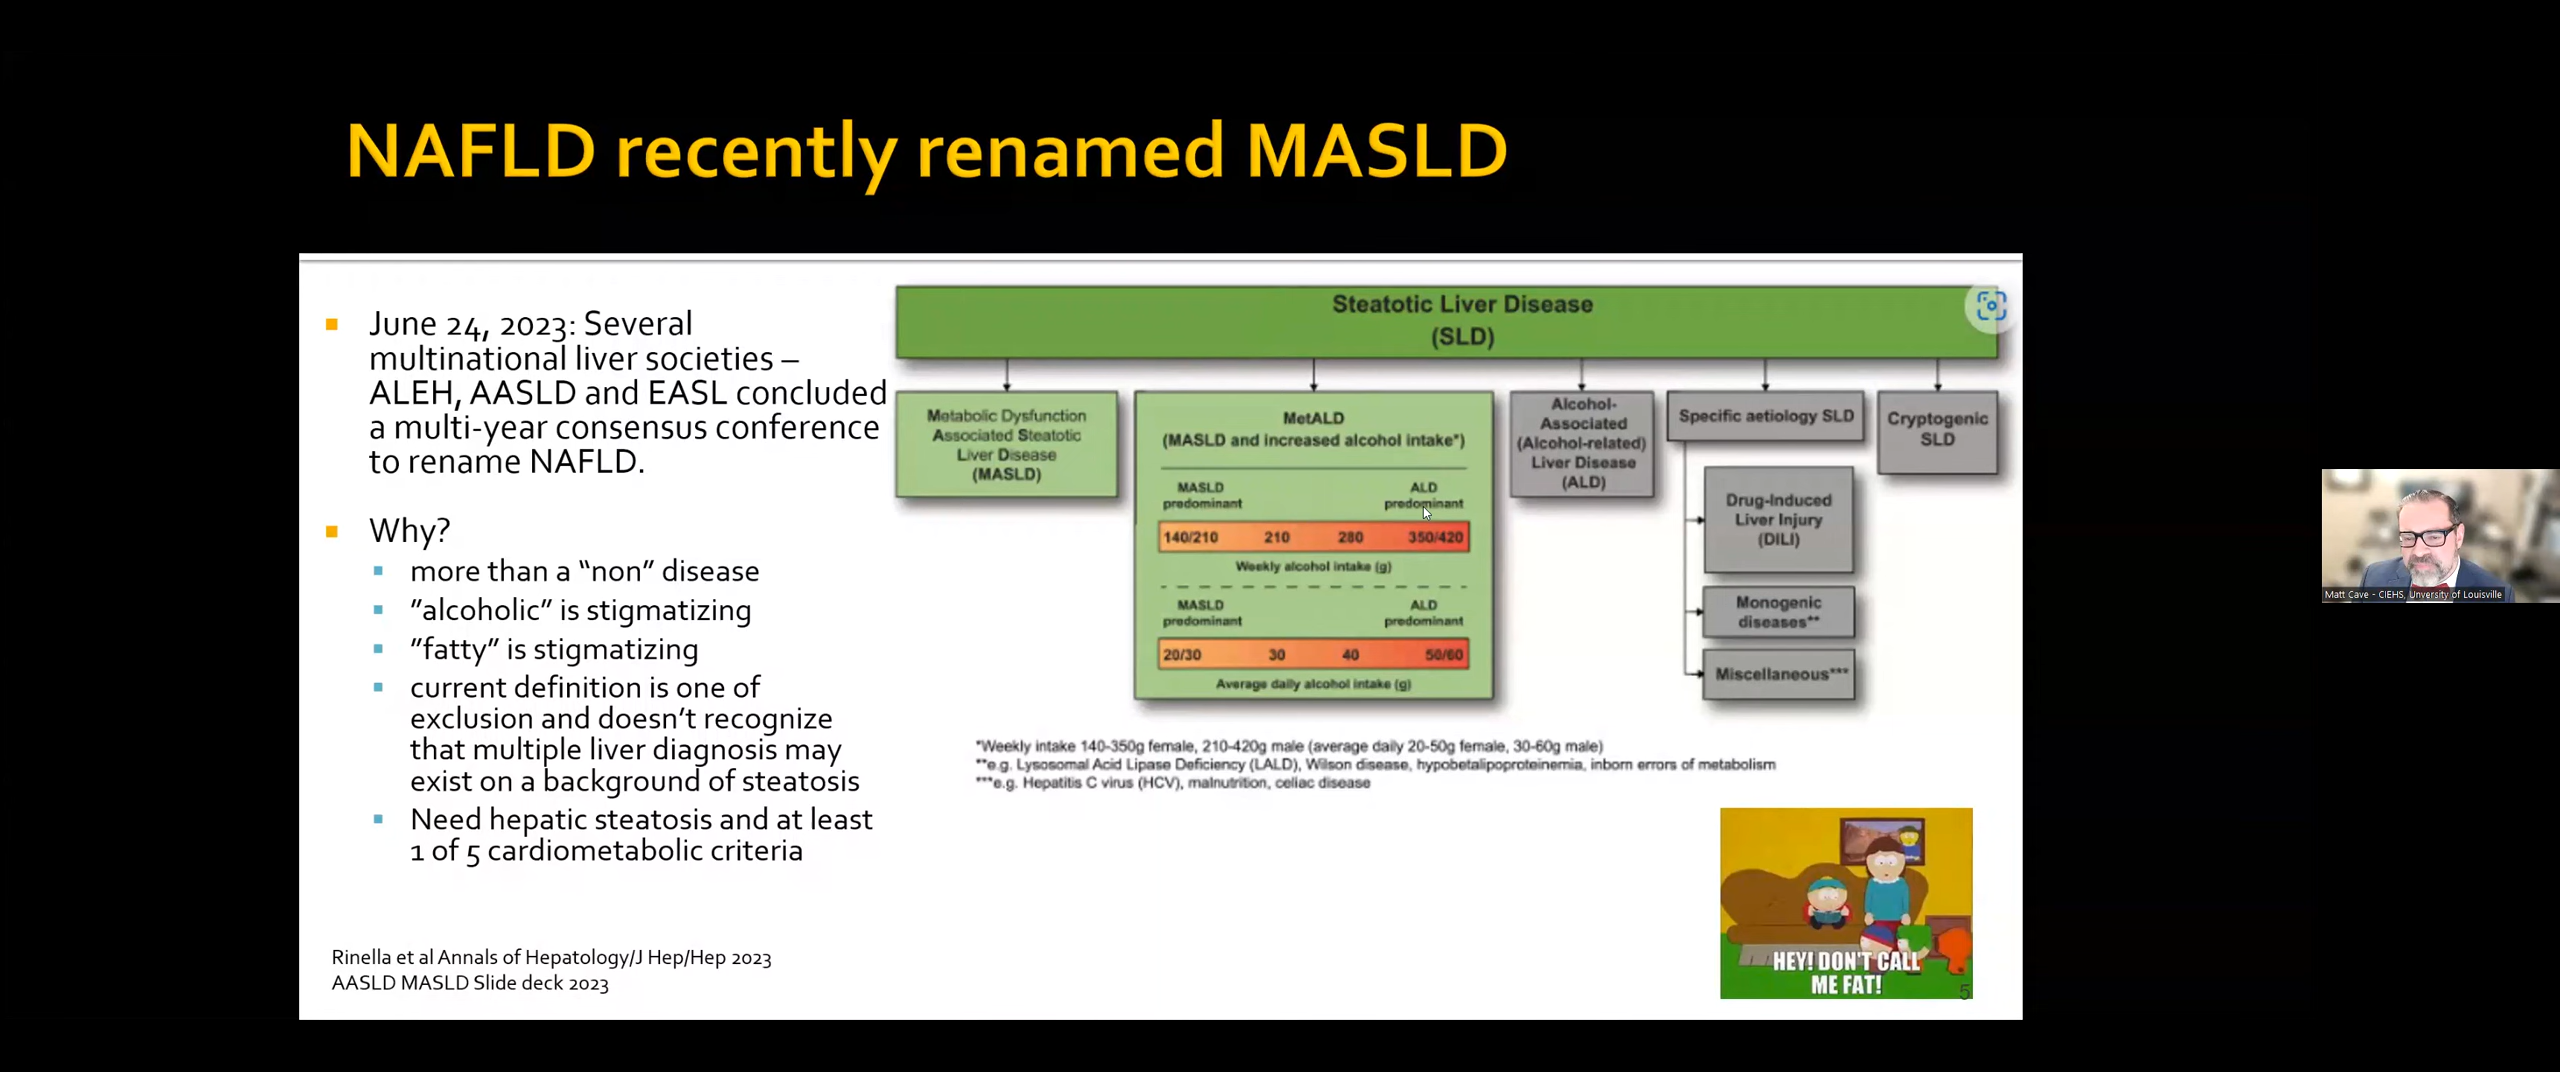 NAFLD recently renamed MASLD
June 24, 2023: Several
multinational liver societies –
ALEH, AASLD and EASL concluded
a multi-year consensus conference
to rename NAFLD.
Why?
more than a “non” disease
”alcoholic” is stigmatizing
”fatty” is stigmatizing
current definition is one of
exclusion and doesn’t recognize
that multiple liver diagnosis may
exist on a background of steatosis
Need hepatic steatosis and at least
1 of 5 cardiometabolic criteria
Rinella et al Annals of Hepatology/J Hep/Hep 2023
AASLD MASLD Slide deck 2023
Steatotic Liver Disease
(SLD)
Metabolic Dysfunction
Associated Steatotic
Liver Disease
(MASLD)
MetALD
(MASLD and increased alcohol intake*)
MASLD predominant
ALD predominant
140/210 210 280 350/420
Weekly alcohol intake (g)
MASLD predominant
ALD predominant
20/30 30 40 50/60
Average daily alcohol intake (g)
Alcohol-
Associated
(Alcohol-related)
Liver Disease
(ALD)
Specific aetiology SLD
Drug-Induced
Liver Injury
(DILI)
Monogenic
diseases**
Miscellaneous***
Cryptogenic
SLD
*Weekly intake 140-350g female, 210-420g male (average daily 20-50g female, 30-60g male)
**e.g. Lysosomal Acid Lipase Deficiency (LALD), Wilson disease, hypobetalipoproteinemia, inborn errors of metabolism
***e.g. Hepatitis C virus (HCV), malnutrition, celiac disease
HEY! DON'T CALL
ME FAT!
5
Matt Cave - CIEHS, Unversity of Louisville